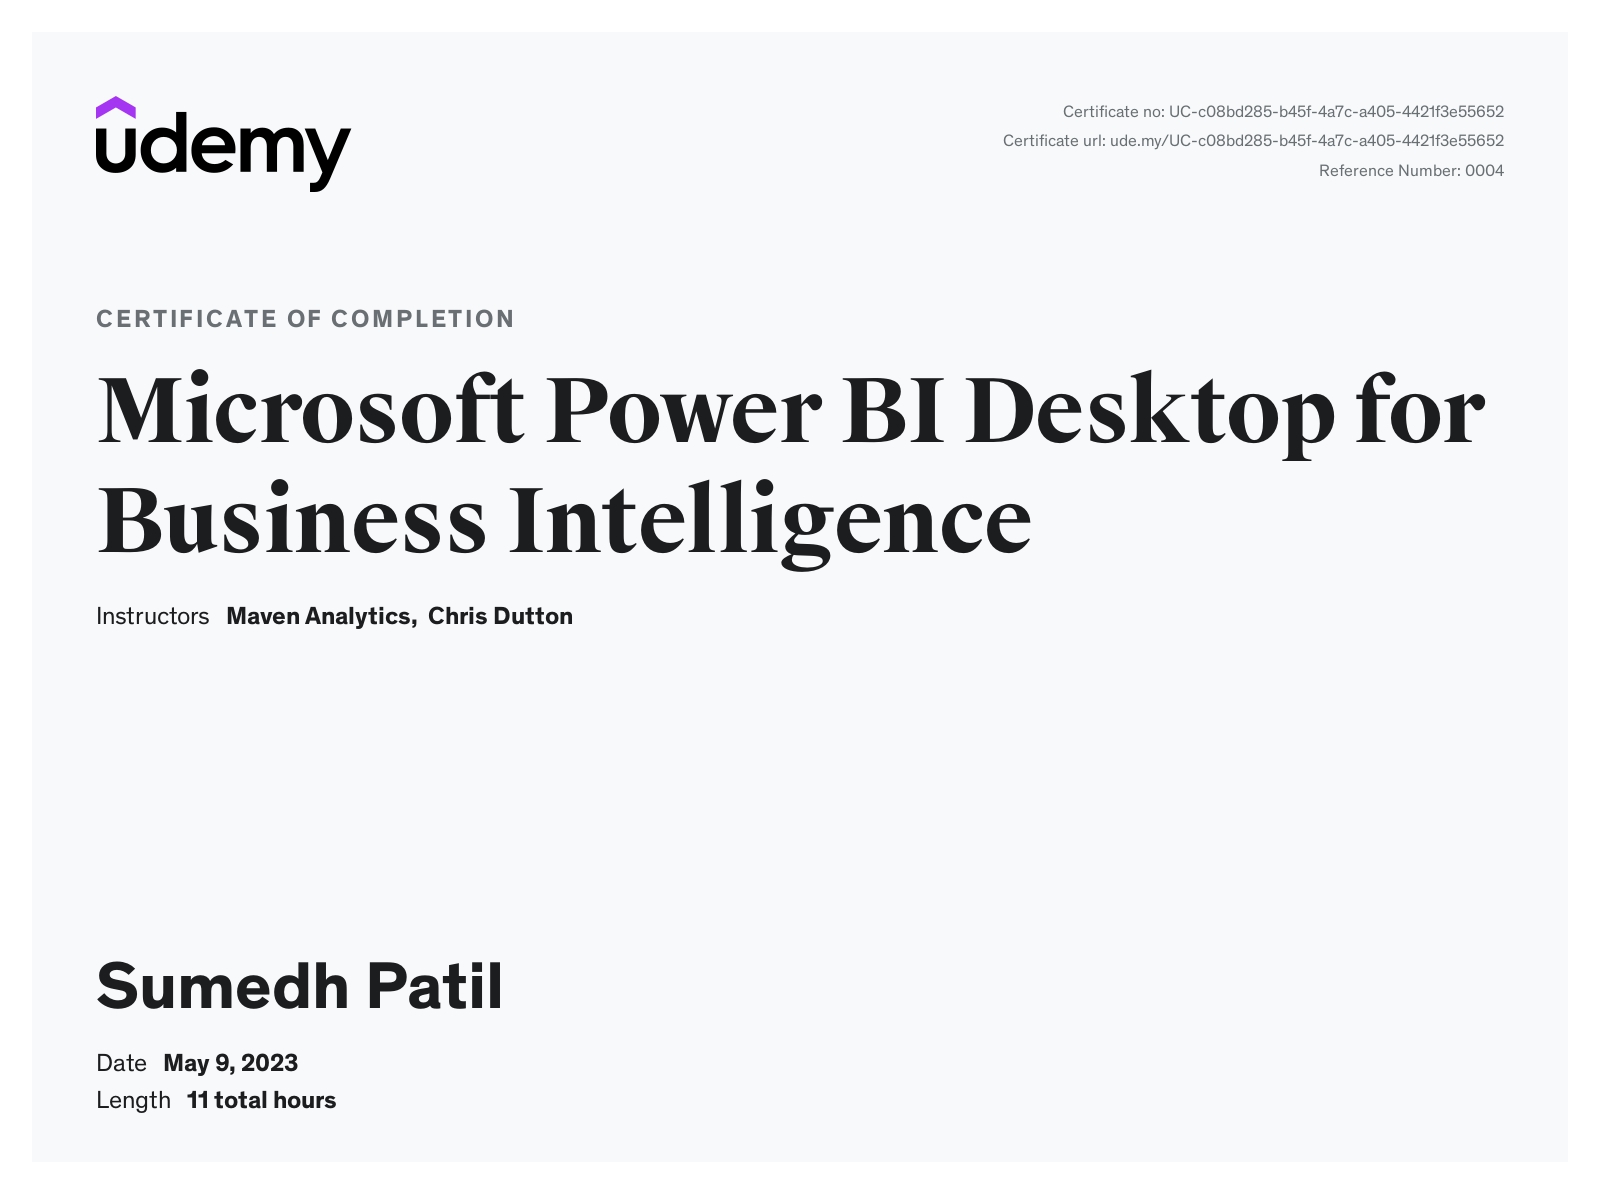 udemy
Certificate no: UC-c08bd285-b45f-4a7c-a405-4421f3e55652
Certificate url: ude.my/UC-c08bd285-b45f-4a7c-a405-4421f3e55652
Reference Number: 0004
CERTIFICATE OF COMPLETION
Microsoft Power BI Desktop for
Business Intelligence
Instructors Maven Analytics, Chris Dutton
Sumedh Patil
Date May 9, 2023
Length 11 total hours